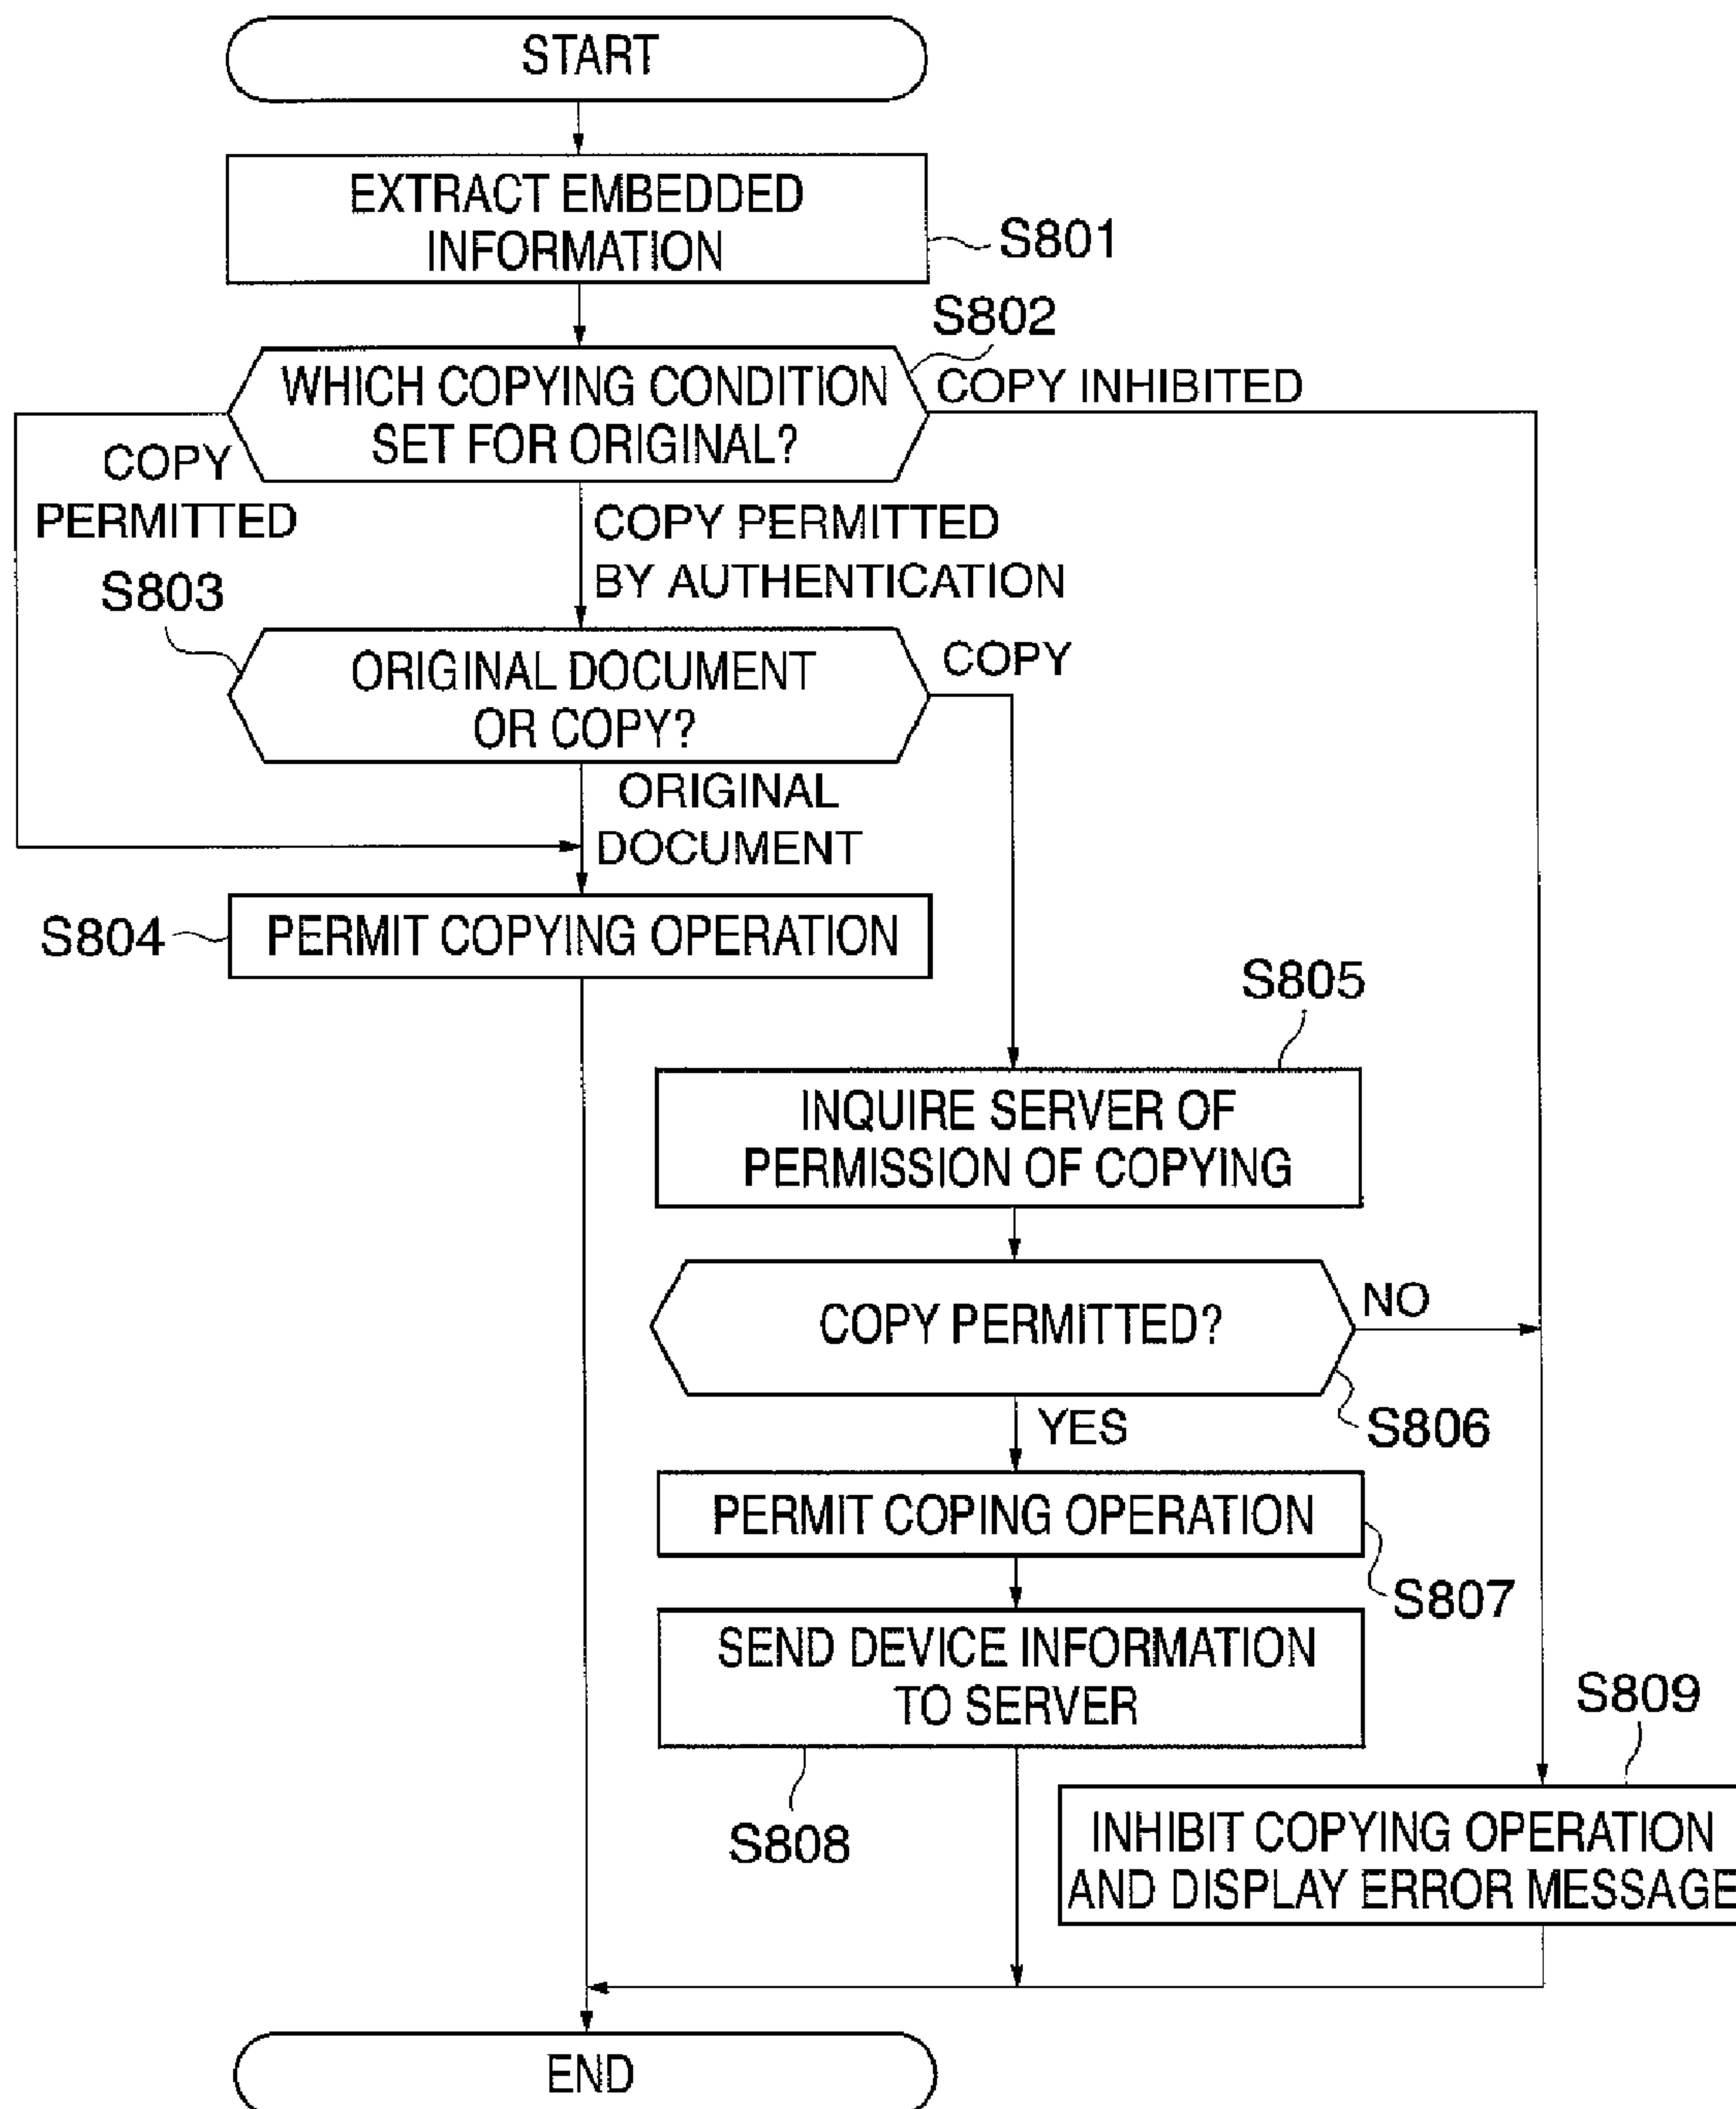 START
EXTRACT EMBEDDED
INFORMATION
S801
S802
WHICH COPYING CONDITION
SET FOR ORIGINAL?
COPY INHIBITED
COPY
PERMITTED
COPY PERMITTED
BY AUTHENTICATION
S803
ORIGINAL DOCUMENT
OR COPY?
COPY
ORIGINAL
DOCUMENT
S804
PERMIT COPYING OPERATION
S805
INQUIRE SERVER OF
PERMISSION OF COPYING
COPY PERMITTED?
NO
S806
YES
PERMIT COPING OPERATION
S807
SEND DEVICE INFORMATION
TO SERVER
S808
S809
INHIBIT COPYING OPERATION
AND DISPLAY ERROR MESSAGE
END